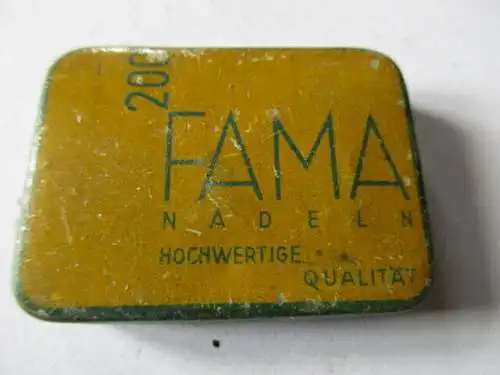 200
FAMA
NADELN
HOCHWERTIGE
QUALITÄT